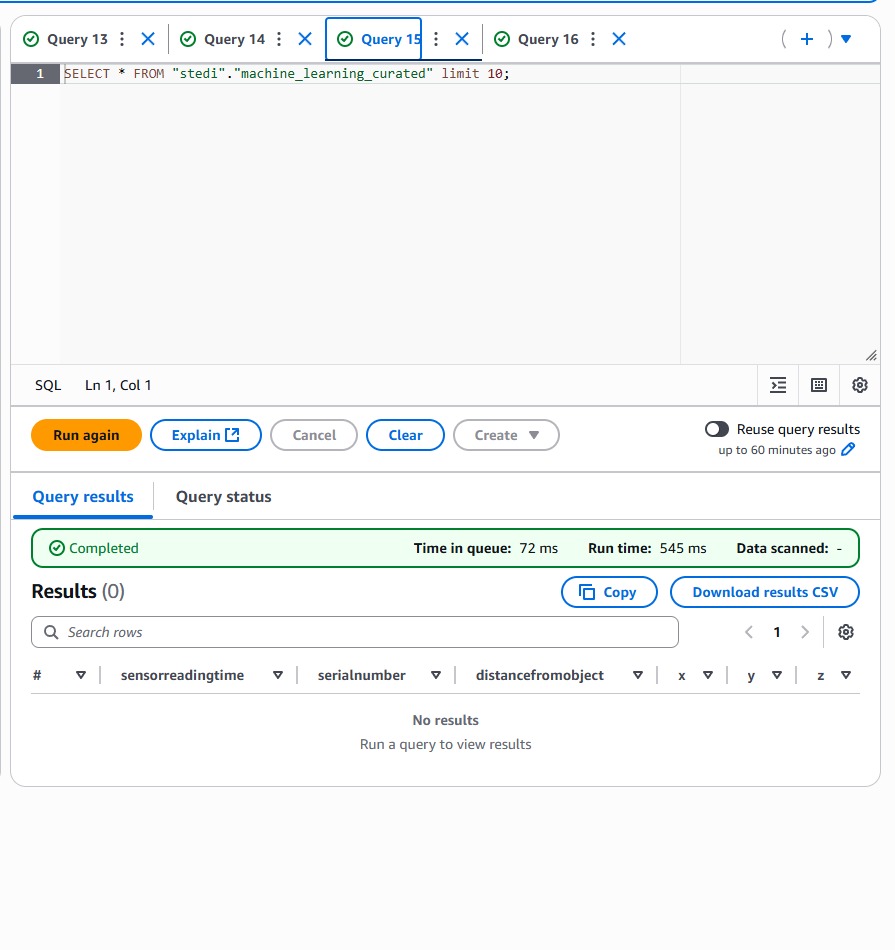 Query 13 Query 14 Query 15 Query 16
1 SELECT * FROM "stedi"."machine_learning_curated" limit 10;
SQL Ln 1, Col 1
Run again Explain Cancel Clear Create Reuse query results
up to 60 minutes ago
Query results Query status
Completed Time in queue: 72 ms Run time: 545 ms Data scanned: -
Results (0) Copy Download results CSV
Search rows 1
# sensorreadingtime serialnumber distancefromobject x y z
No results
Run a query to view results